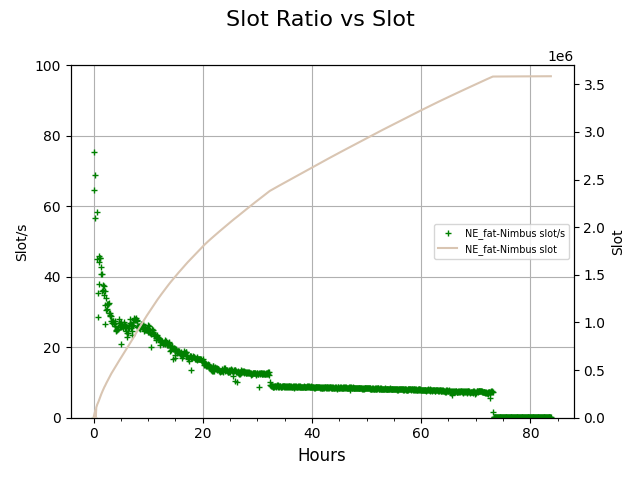 Slot Ratio vs Slot
1e6
100
80
60
40
20
0
Slot/s
3.5
3.0
2.5
2.0
1.5
1.0
0.5
0.0
Slot
NE_fat-Nimbus slot/s
NE_fat-Nimbus slot
0
20
40
60
80
Hours